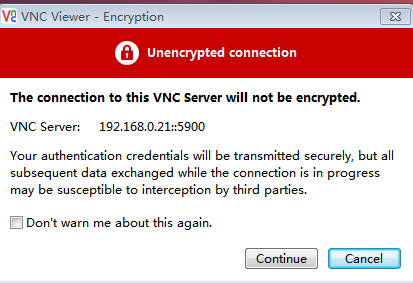 VNC Viewer - Encryption
Unencrypted connection
The connection to this VNC Server will not be encrypted.
VNC Server: 192.168.0.21::5900
Your authentication credentials will be transmitted securely, but all
subsequent data exchanged while the connection is in progress
may be susceptible to interception by third parties.
Don't warn me about this again.
Continue Cancel